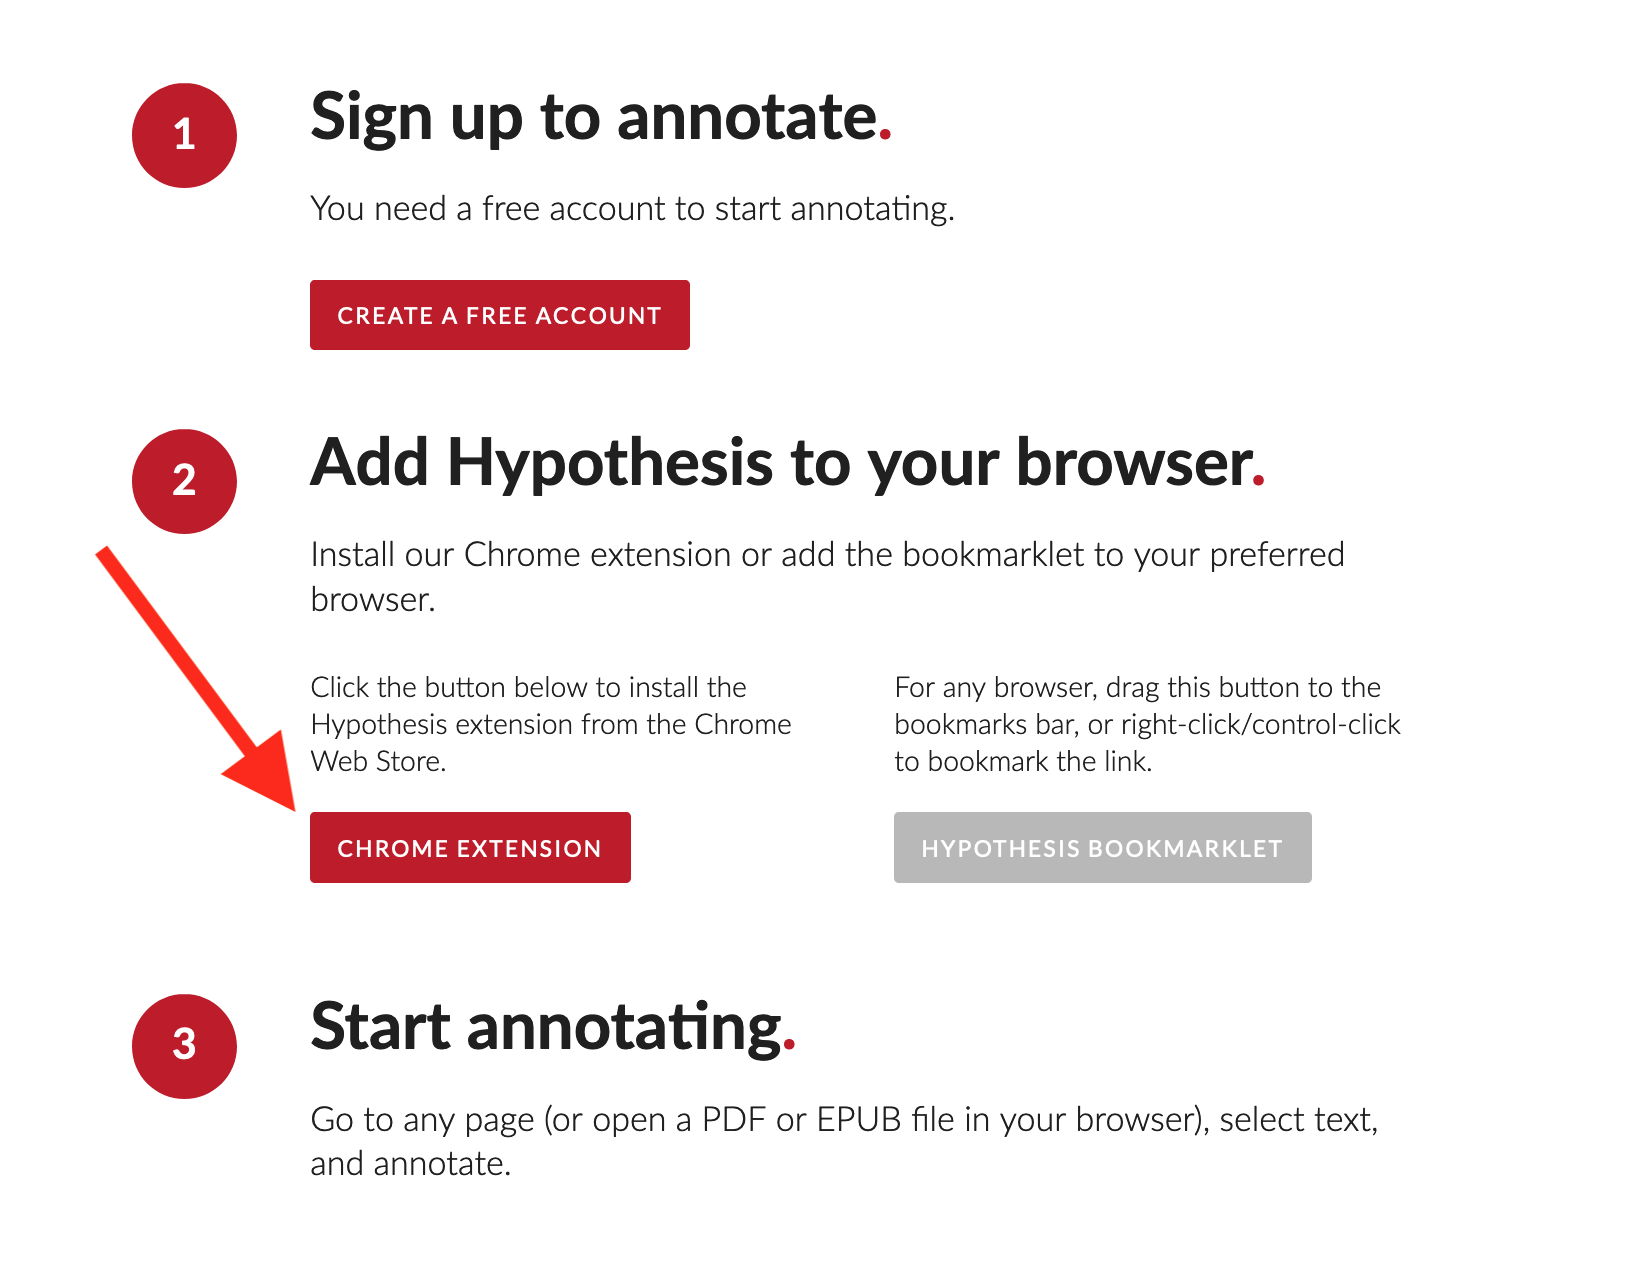 1
Sign up to annotate.
You need a free account to start annotating.
CREATE A FREE ACCOUNT
2
Add Hypothesis to your browser.
Install our Chrome extension or add the bookmarklet to your preferred
browser.
Click the button below to install the
Hypothesis extension from the Chrome
Web Store.
CHROME EXTENSION
For any browser, drag this button to the
bookmarks bar, or right-click/control-click
to bookmark the link.
HYPOTHESIS BOOKMARKLET
3
Start annotating.
Go to any page (or open a PDF or EPUB file in your browser), select text,
and annotate.